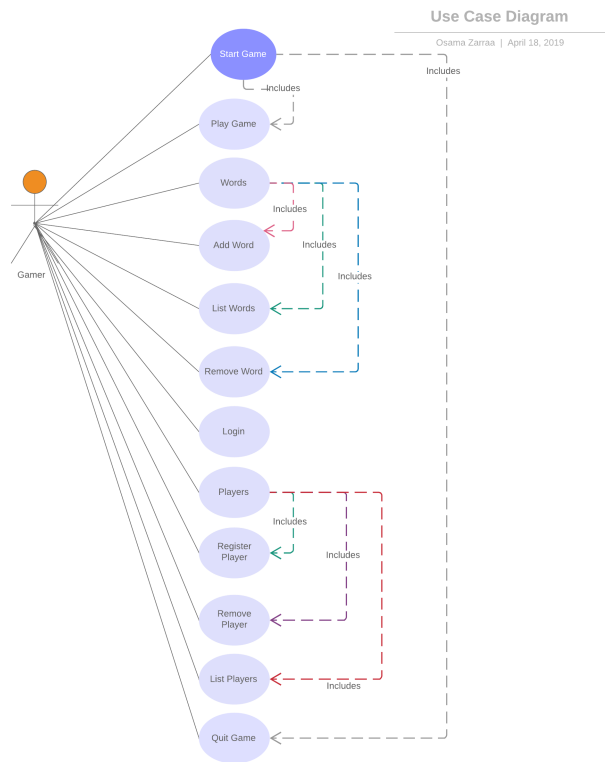 Use Case Diagram
Osama Zarraa | April 18, 2019
Start Game
Includes
Includes
Play Game
Words
Includes
Add Word
Includes
Includes
Gamer
List Words
Remove Word
Login
Players
Includes
Register
Player
Includes
Remove
Player
List Players
Includes
Quit Game